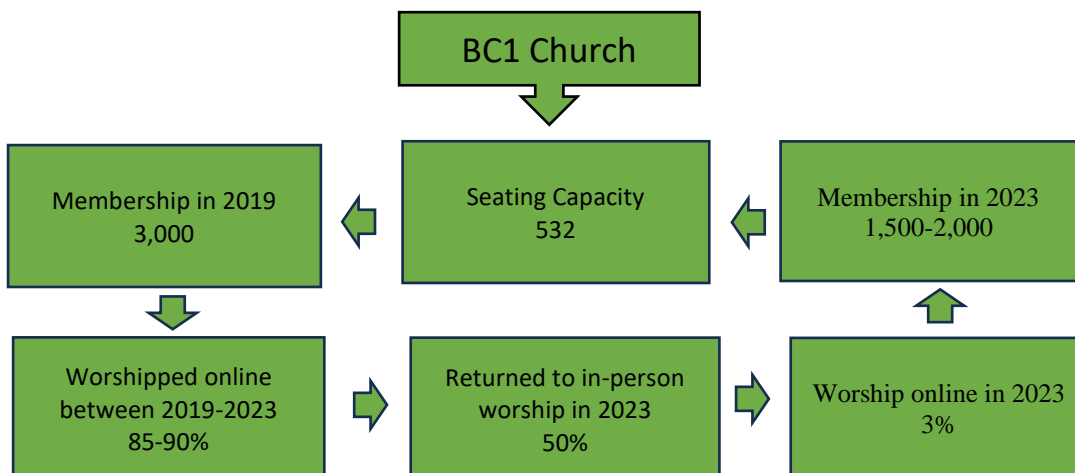 BC1 Church
Membership in 2019
3,000
Seating Capacity
532
Membership in 2023
1,500-2,000
Worshipped online
between 2019-2023
85-90%
Returned to in-person
worship in 2023
50%
Worship online in 2023
3%